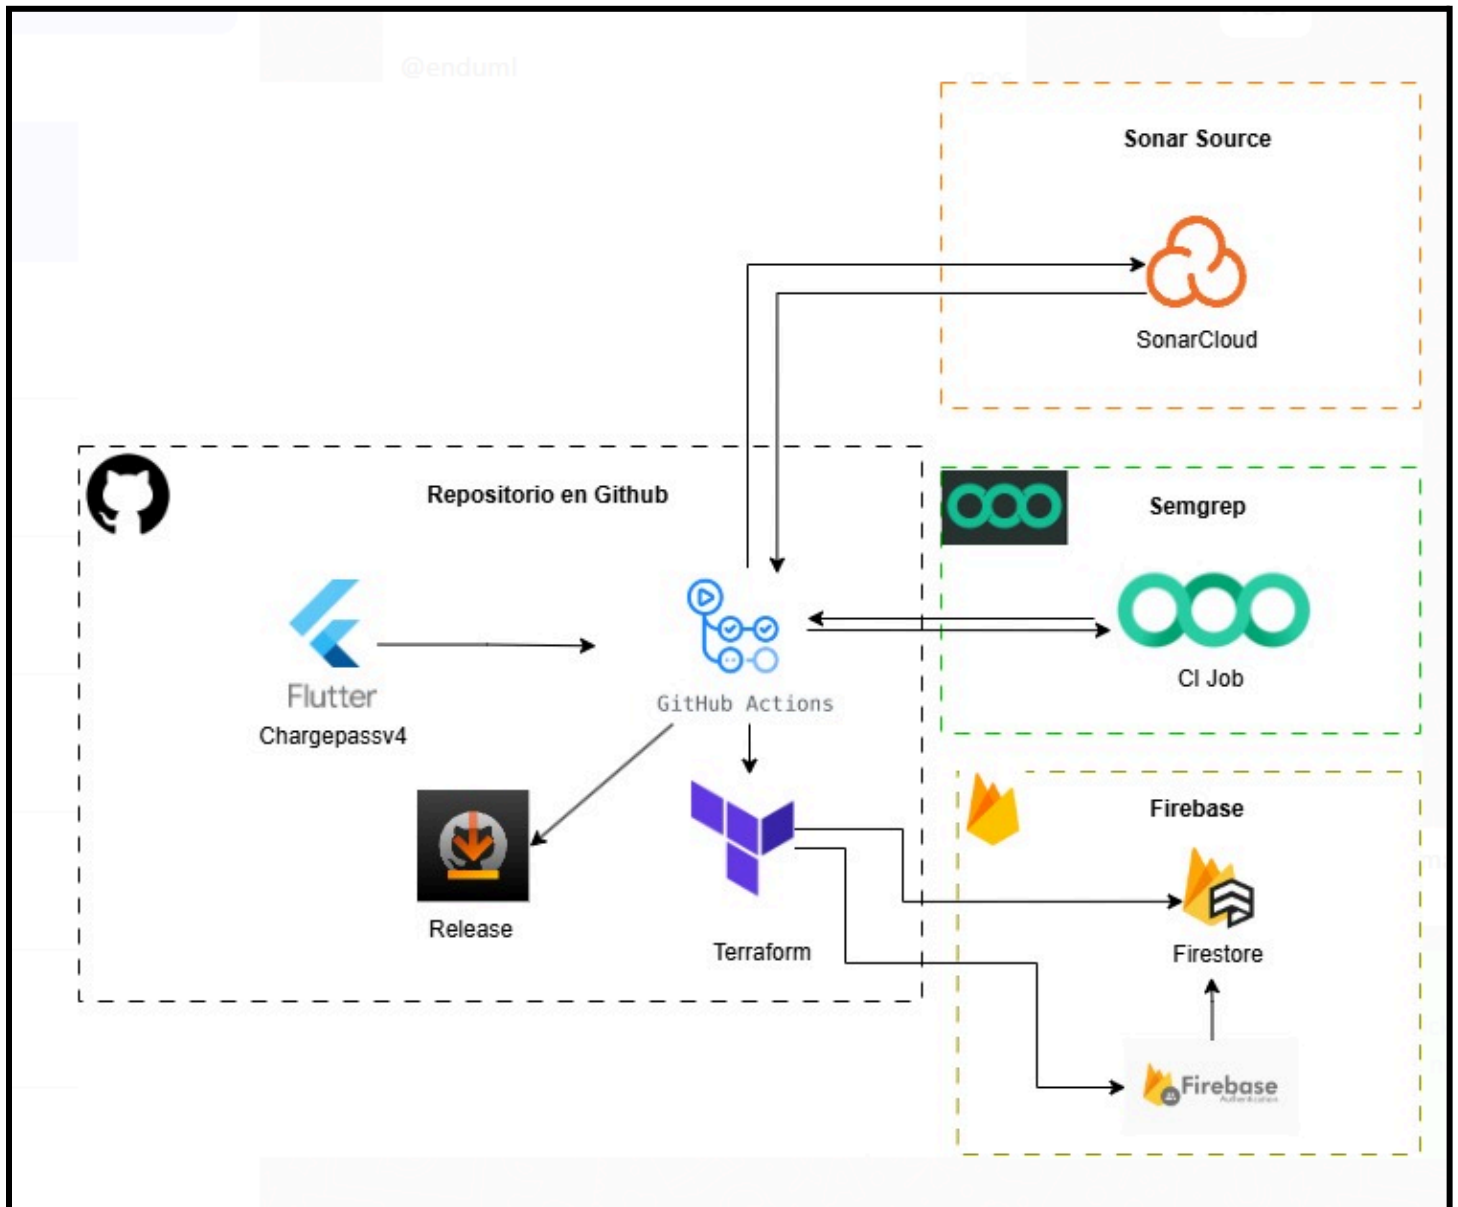 @enduml
Sonar Source
SonarCloud
Repositorio en Github
Semgrep
CI Job
Flutter
Chargepassv4
GitHub Actions
Release
Terraform
Firebase
Firestore
Firebase
Authentication